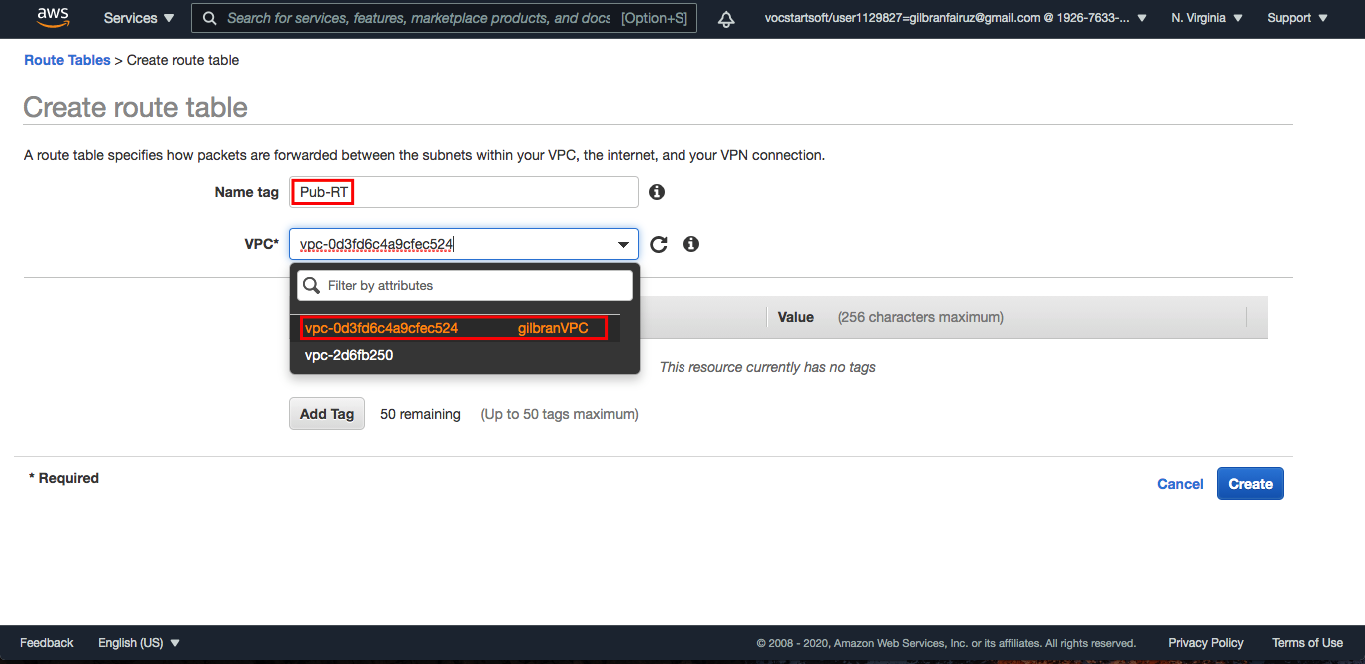 aws Services Search for services, features, marketplace products, and docs [Option+S] vocstartsoft/user1129827=gilbranfairuz@gmail.com @ 1926-7633-... N. Virginia Support
Route Tables > Create route table
Create route table
A route table specifies how packets are forwarded between the subnets within your VPC, the internet, and your VPN connection.
Name tag Pub-RT
VPC* vpc-0d3fd6c4a9cfec524
Filter by attributes
Value (256 characters maximum)
vpc-0d3fd6c4a9cfec524 gilbranVPC
vpc-2d6fb250
This resource currently has no tags
Add Tag 50 remaining (Up to 50 tags maximum)
* Required
Cancel Create
Feedback English (US) © 2008 - 2020, Amazon Web Services, Inc. or its affiliates. All rights reserved. Privacy Policy Terms of Use